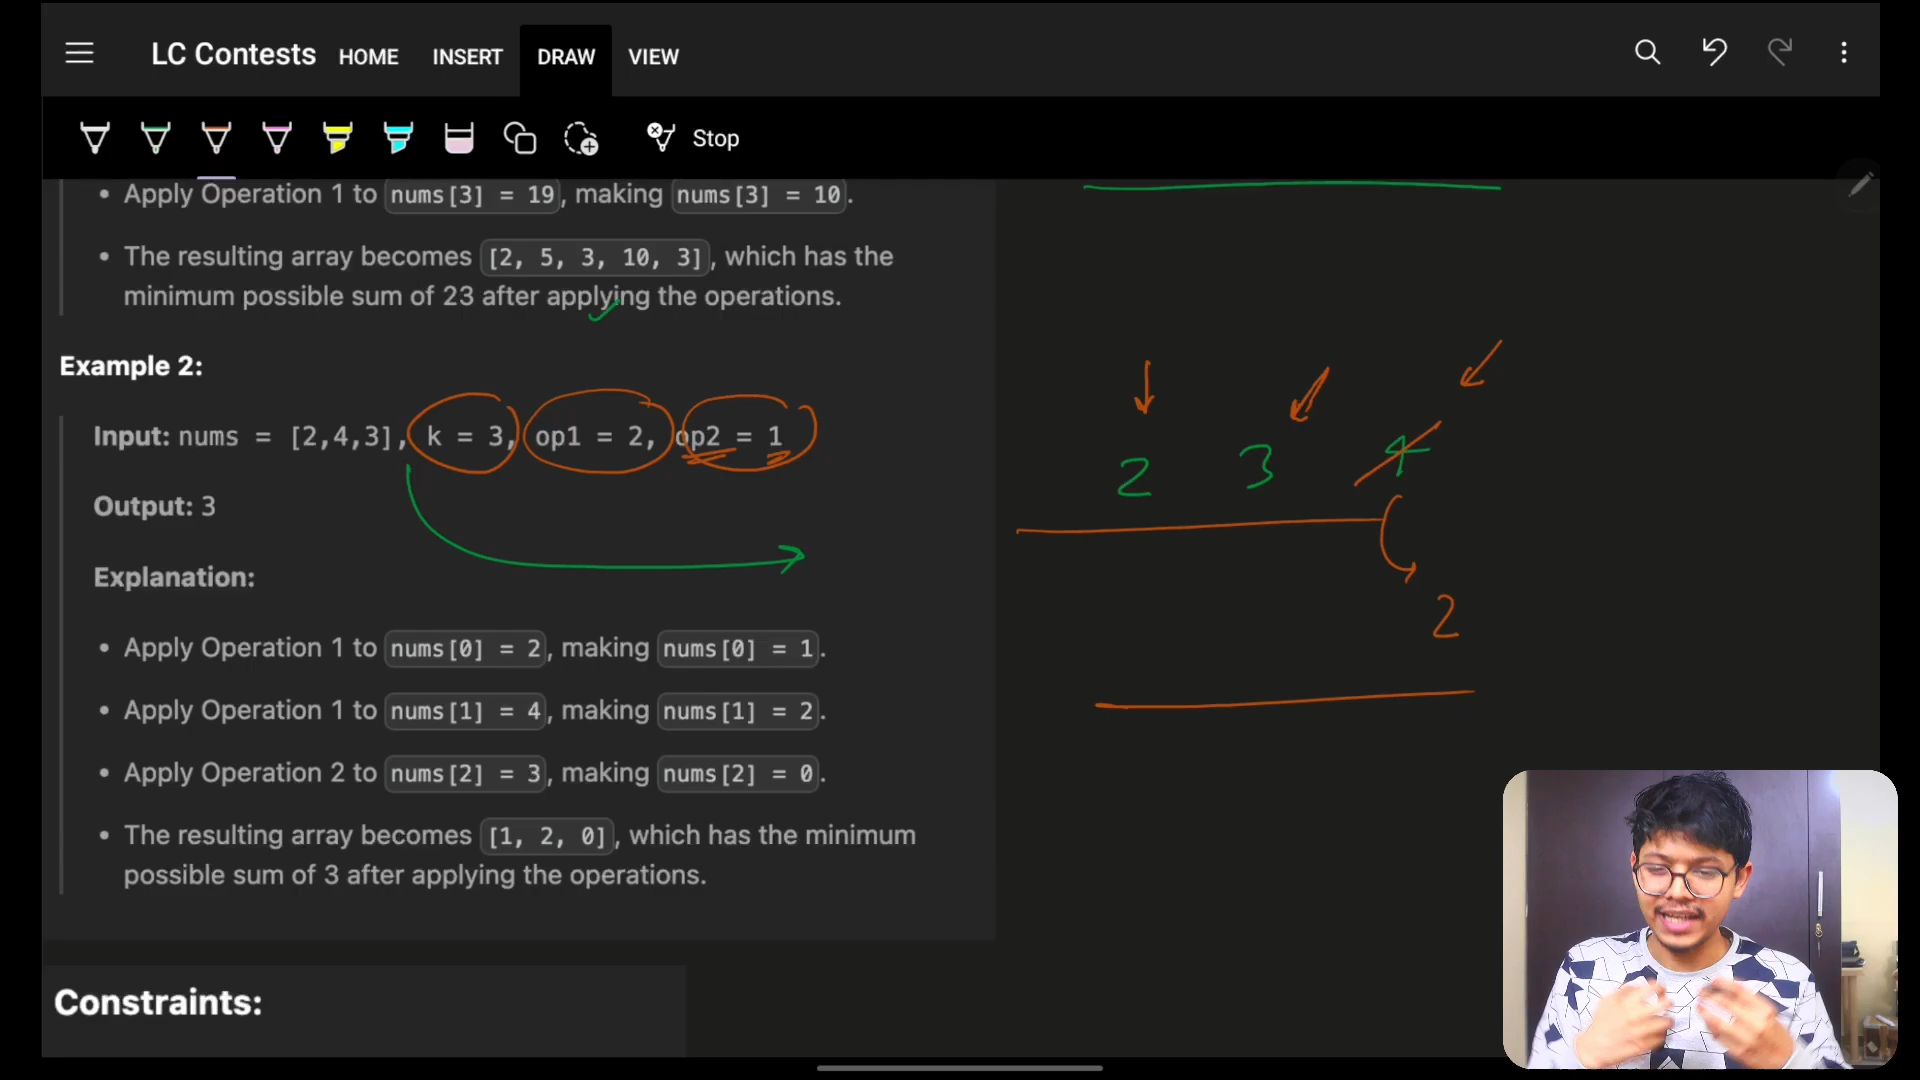 LC Contests HOME INSERT DRAW VIEW
Stop
• Apply Operation 1 to nums[3] = 19, making nums[3] = 10.
• The resulting array becomes [2, 5, 3, 10, 3], which has the
minimum possible sum of 23 after applying the operations.
Example 2:
Input: nums = [2,4,3], k = 3, op1 = 2, op2 = 1
Output: 3
Explanation:
• Apply Operation 1 to nums[0] = 2, making nums[0] = 1.
• Apply Operation 1 to nums[1] = 4, making nums[1] = 2.
• Apply Operation 2 to nums[2] = 3, making nums[2] = 0.
• The resulting array becomes [1, 2, 0], which has the minimum
possible sum of 3 after applying the operations.
Constraints:
2 3 4
2